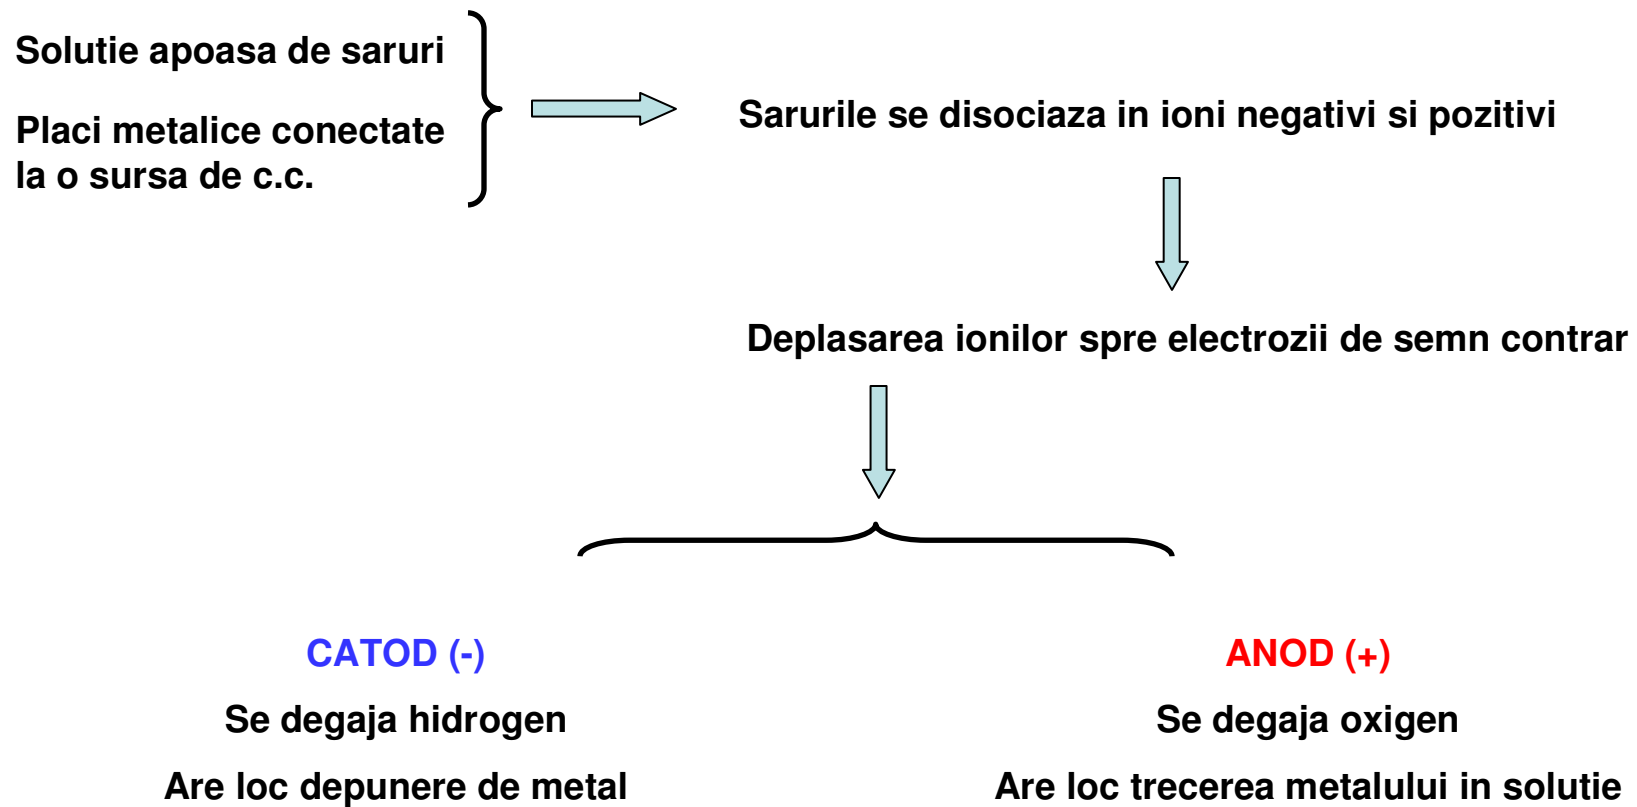 Solutie apoasa de saruri
Placi metalice conectate
la o sursa de c.c.
Sarurile se disociaza in ioni negativi si pozitivi
Deplasarea ionilor spre electrozii de semn contrar
CATOD (-)
Se degaja hidrogen
Are loc depunere de metal
ANOD (+)
Se degaja oxigen
Are loc trecerea metalului in solutie